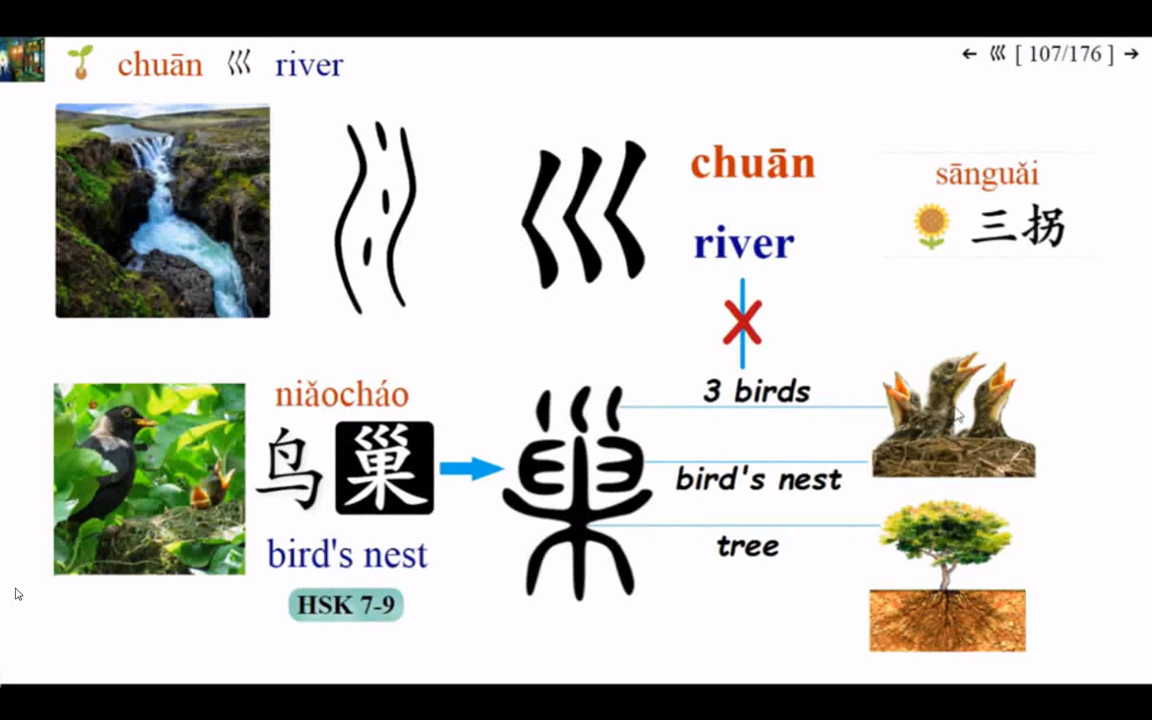 chuān 巛 river
← 巛 [ 107/176 ] →
巛
chuān
river
sānguǎi
三拐
3 birds
bird's nest
tree
niǎocháo
鸟巢
bird's nest
HSK 7-9